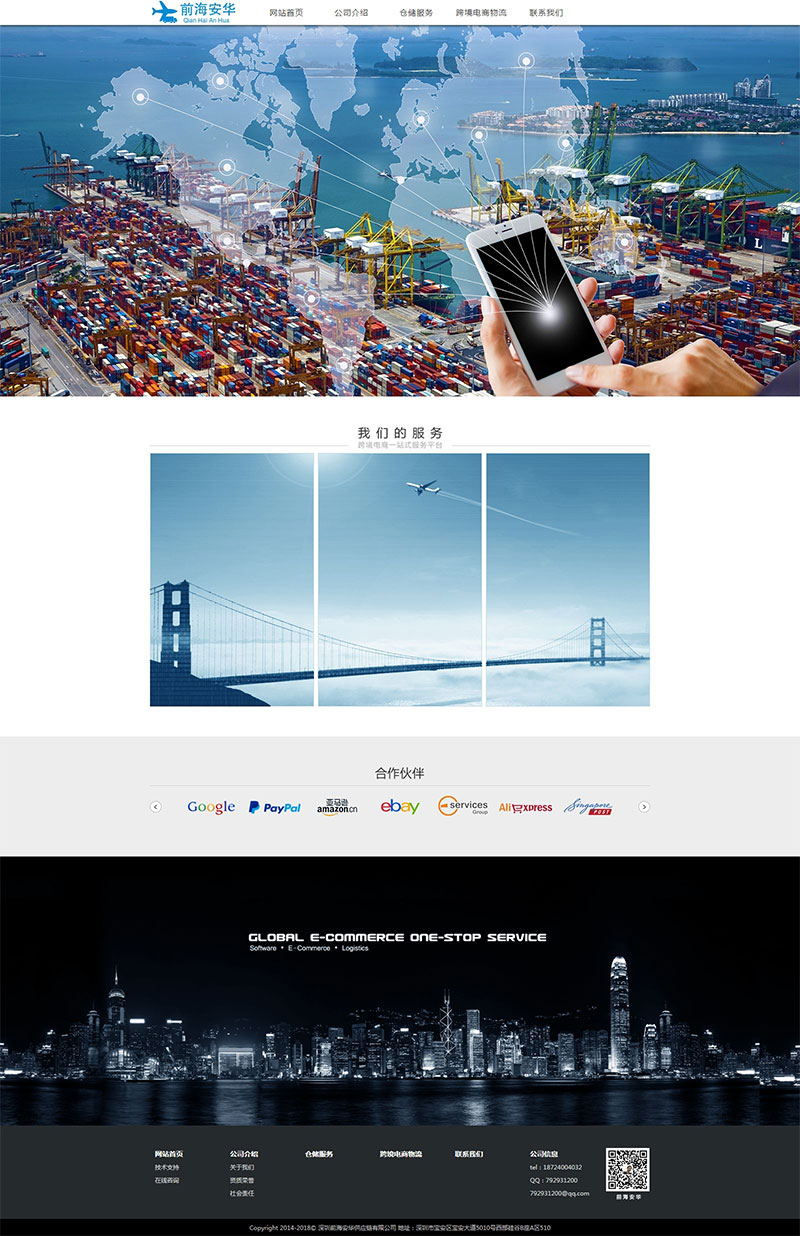 前海安华
Qian Hai An Hua
网站首页 公司介绍 仓储服务 跨境电商物流 联系我们
我们的服务
跨境电商一站式服务平台
合作伙伴
Google PayPal 亚马逊 amazon.cn ebay services Group AliExpress Singapore POST
GLOBAL E-COMMERCE ONE-STOP SERVICE
Software • E-Commerce • Logistics
网站首页 公司介绍 仓储服务 跨境电商物流 联系我们 公司信息
技术支持 关于我们 tel：18724004032
在线咨询 资质荣誉 QQ：792931200
社会责任 792931200@qq.com
前海安华
Copyright 2014-2018© 深圳前海安华供应链有限公司 地址：深圳市宝安区宝安大道5010号西部硅谷B座A区510